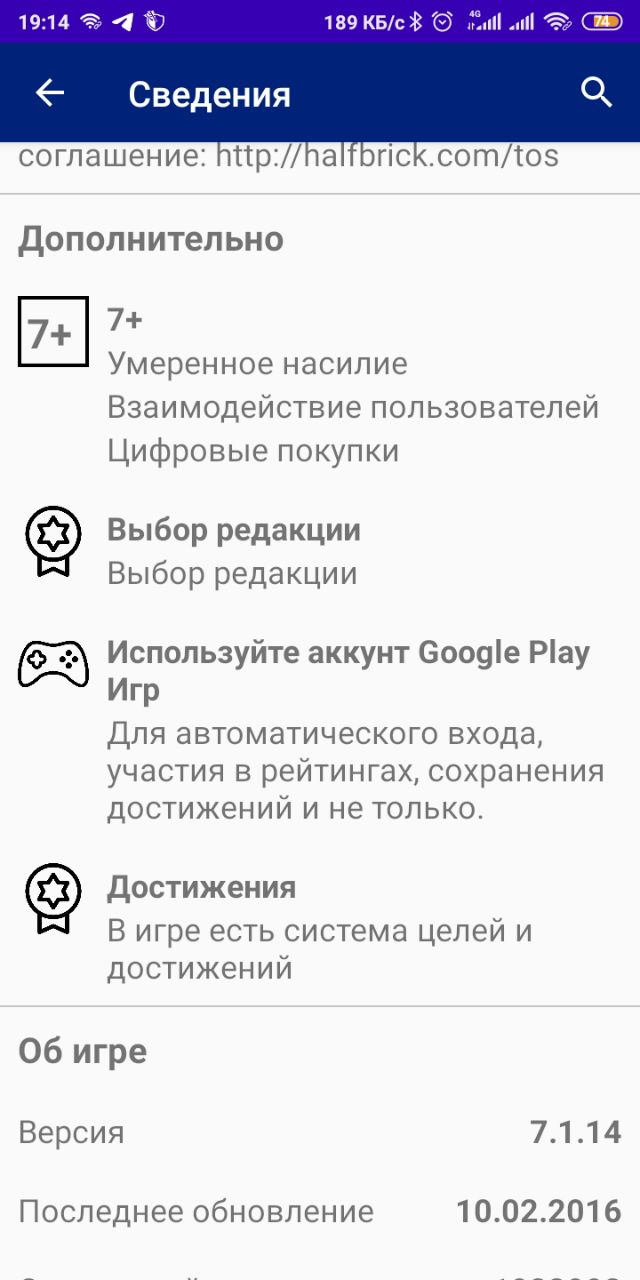 19:14 189 КБ/с 4G 74
Сведения
соглашение: http://halfbrick.com/tos
Дополнительно
7+ 7+
Умеренное насилие
Взаимодействие пользователей
Цифровые покупки
Выбор редакции
Выбор редакции
Используйте аккунт Google Play
Игр
Для автоматического входа,
участия в рейтингах, сохранения
достижений и не только.
Достижения
В игре есть система целей и
достижений
Об игре
Версия 7.1.14
Последнее обновление 10.02.2016